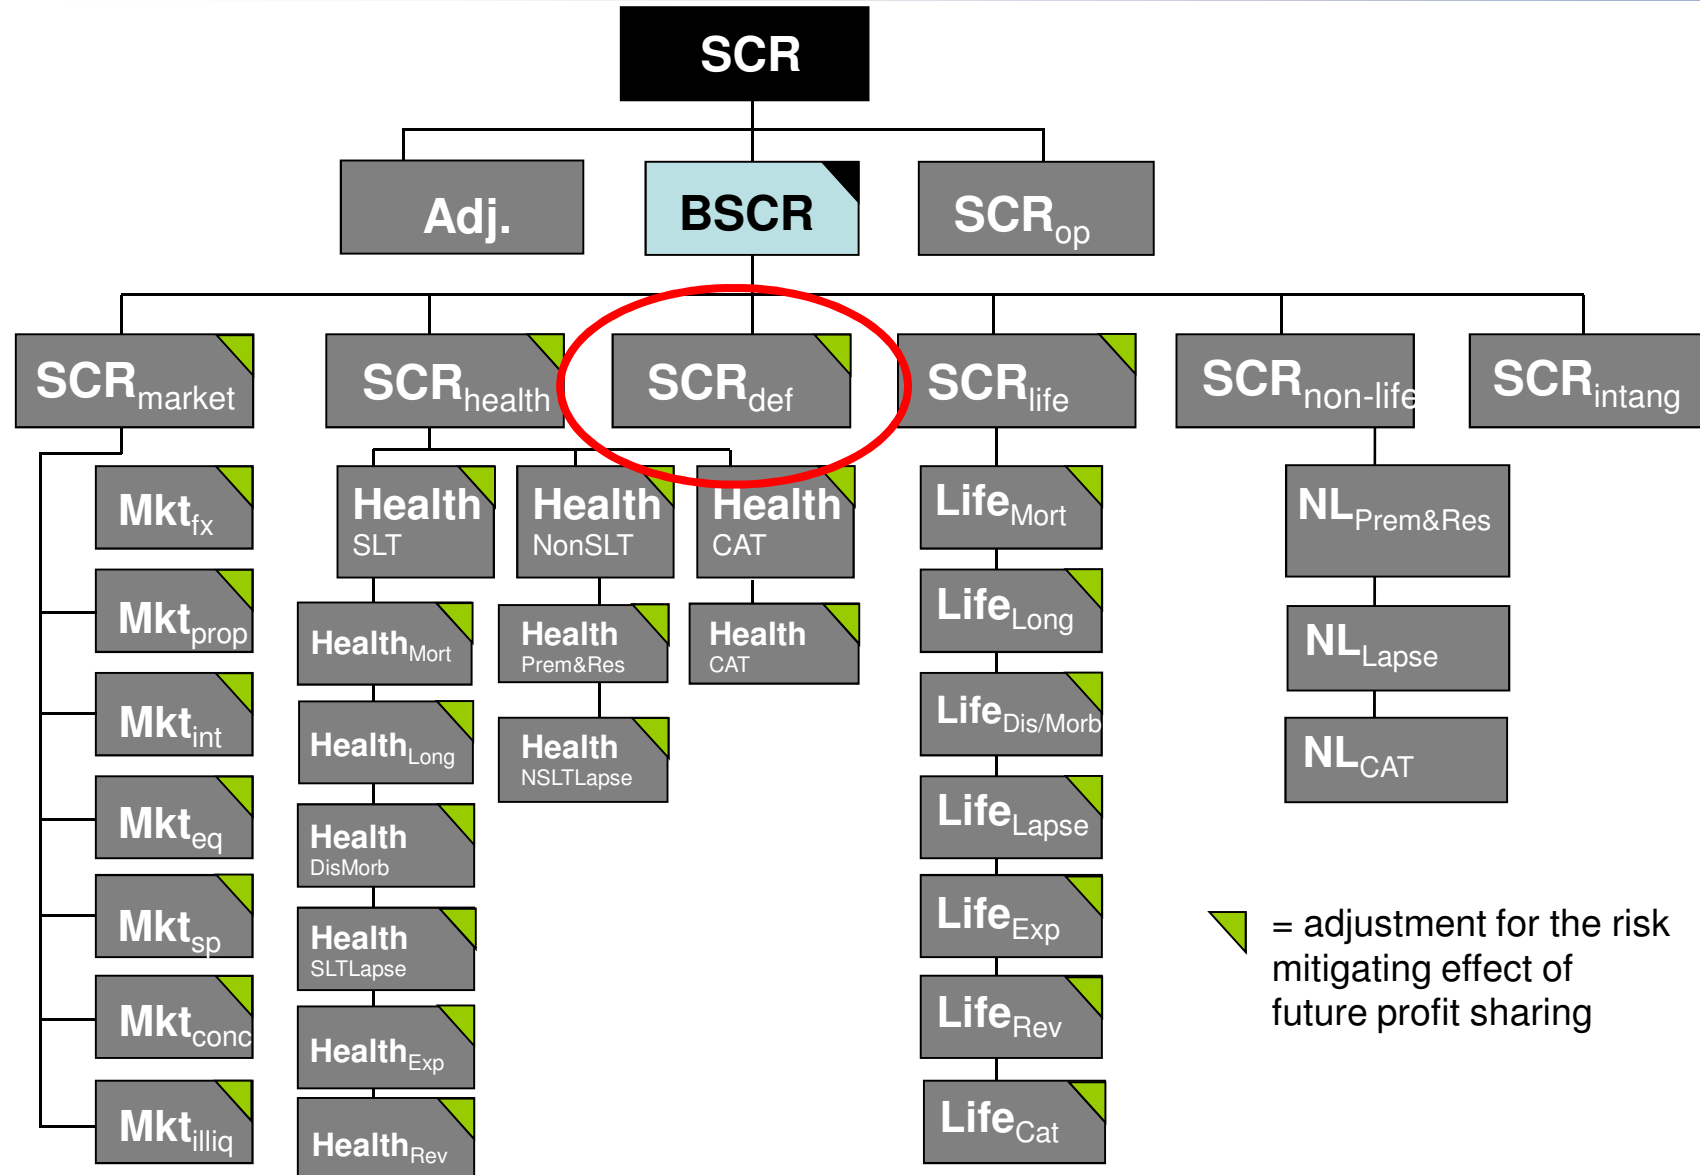 SCR
Adj.
BSCR
SCRop
SCRmarket
SCRhealth
SCRdef
SCRlife
SCRnon-life
SCRintang
Mktfx
Mktprop
Mktint
Mkteq
Mktsp
Mktconc
Mktilliq
Health
SLT
HealthMort
HealthLong
Health
DisMorb
Health
SLTLapse
HealthExp
HealthRev
Health
NonSLT
Health
Prem&Res
Health
NSLTLapse
Health
CAT
Health
CAT
LifeMort
LifeLong
LifeDis/Morb
LifeLapse
LifeExp
LifeRev
LifeCat
NLPrem&Res
NLLapse
NLCAT
= adjustment for the risk
mitigating effect of
future profit sharing